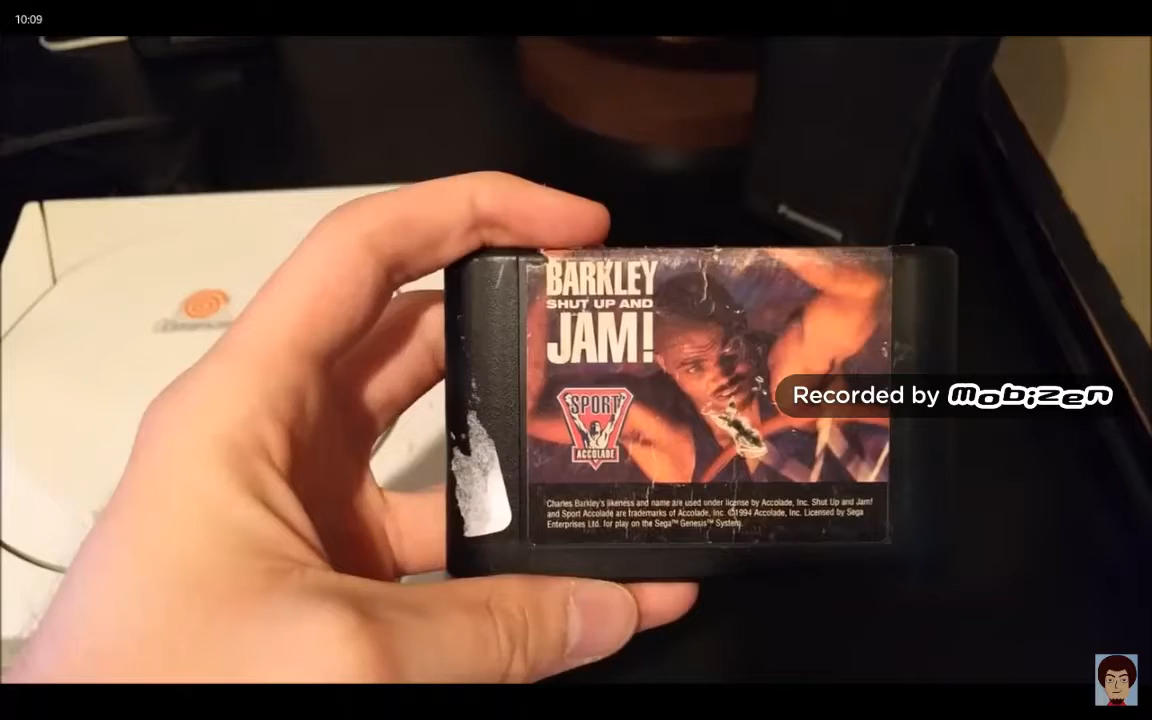 10:09
BARKLEY
SHUT UP AND
JAM!
Recorded by mobizen
SPORT
ACCOLADE
Charles Barkley's likeness and name are used under license by Accolade, Inc. Shut Up and Jam!
and Sport Accolade are trademarks of Accolade, Inc. ©1994 Accolade, Inc. Licensed by Sega
Enterprises Ltd. for play on the Sega™ Genesis™ System.